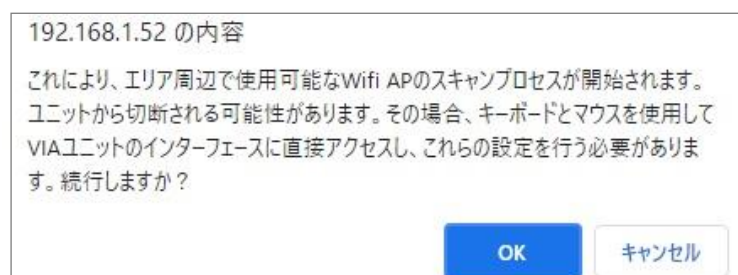 192.168.1.52 の内容
これにより、エリア周辺で使用可能なWifi APのスキャンプロセスが開始されます。
ユニットから切断される可能性があります。その場合、キーボードとマウスを使用して
VIAユニットのインターフェースに直接アクセスし、これらの設定を行う必要がありま
す。続行しますか？
OK キャンセル